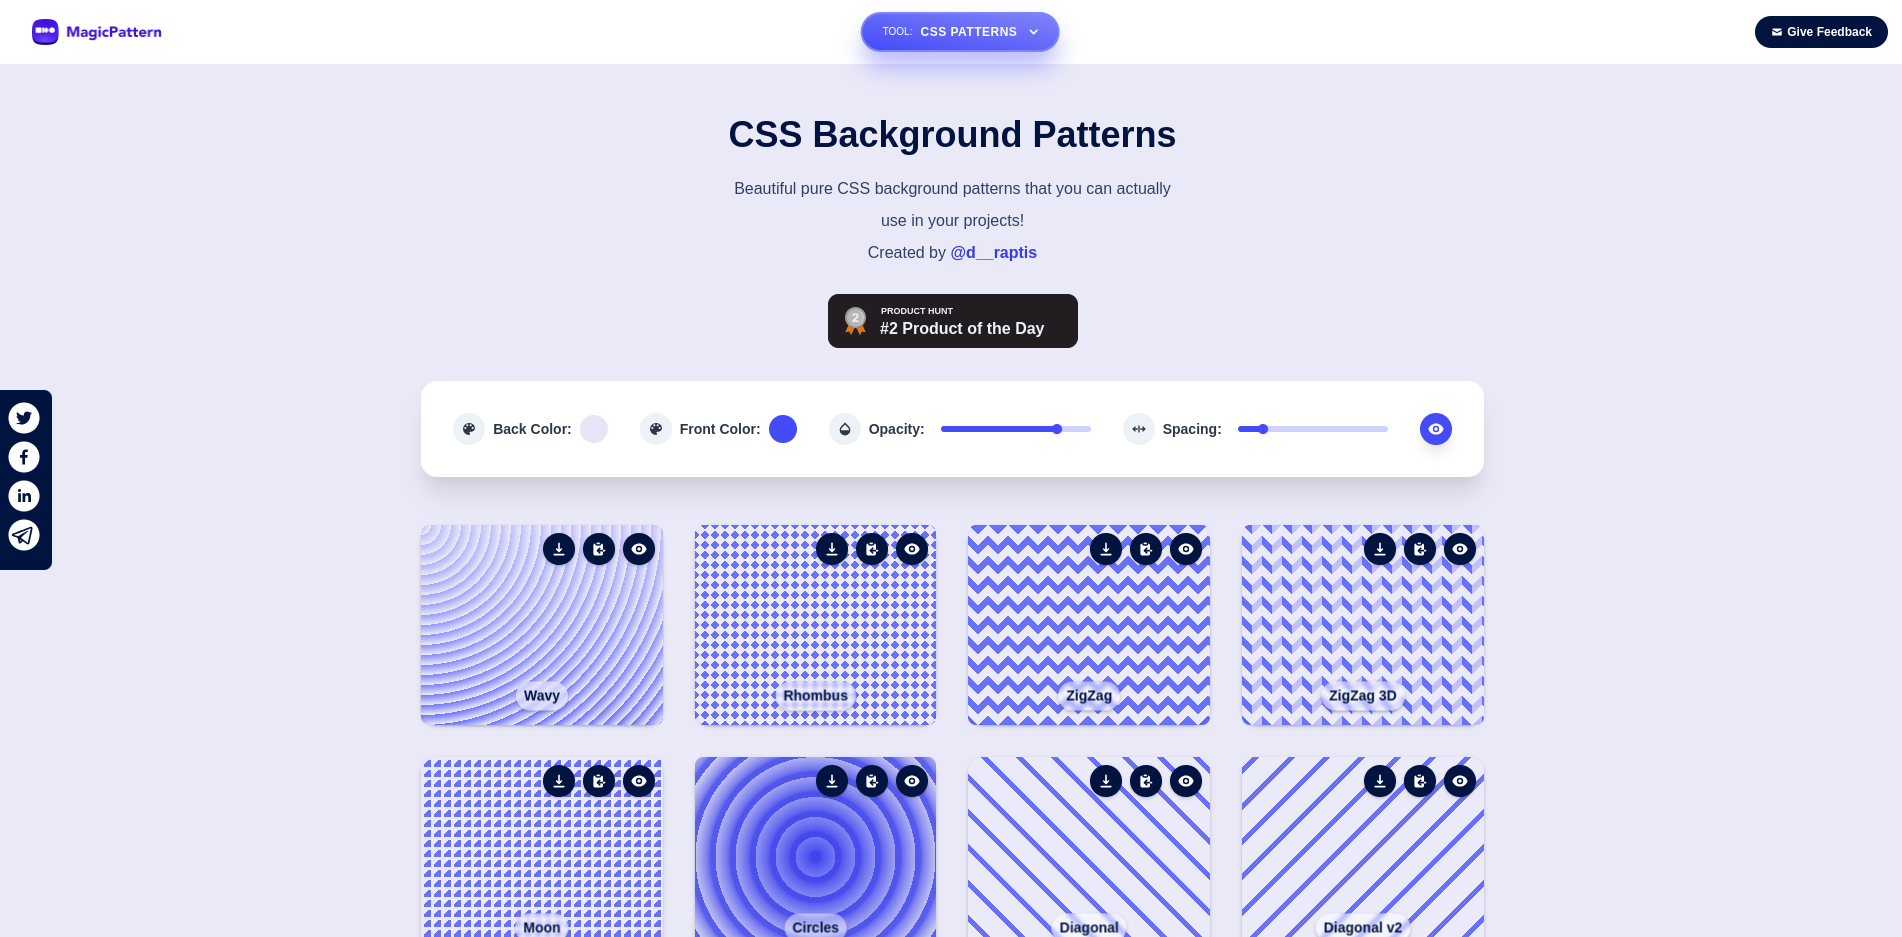 MagicPattern
TOOL: CSS PATTERNS
Give Feedback
CSS Background Patterns
Beautiful pure CSS background patterns that you can actually
use in your projects!
Created by @d__raptis
2
PRODUCT HUNT
#2 Product of the Day
Back Color:
Front Color:
Opacity:
Spacing:
Wavy
Rhombus
ZigZag
ZigZag 3D
Moon
Circles
Diagonal
Diagonal v2